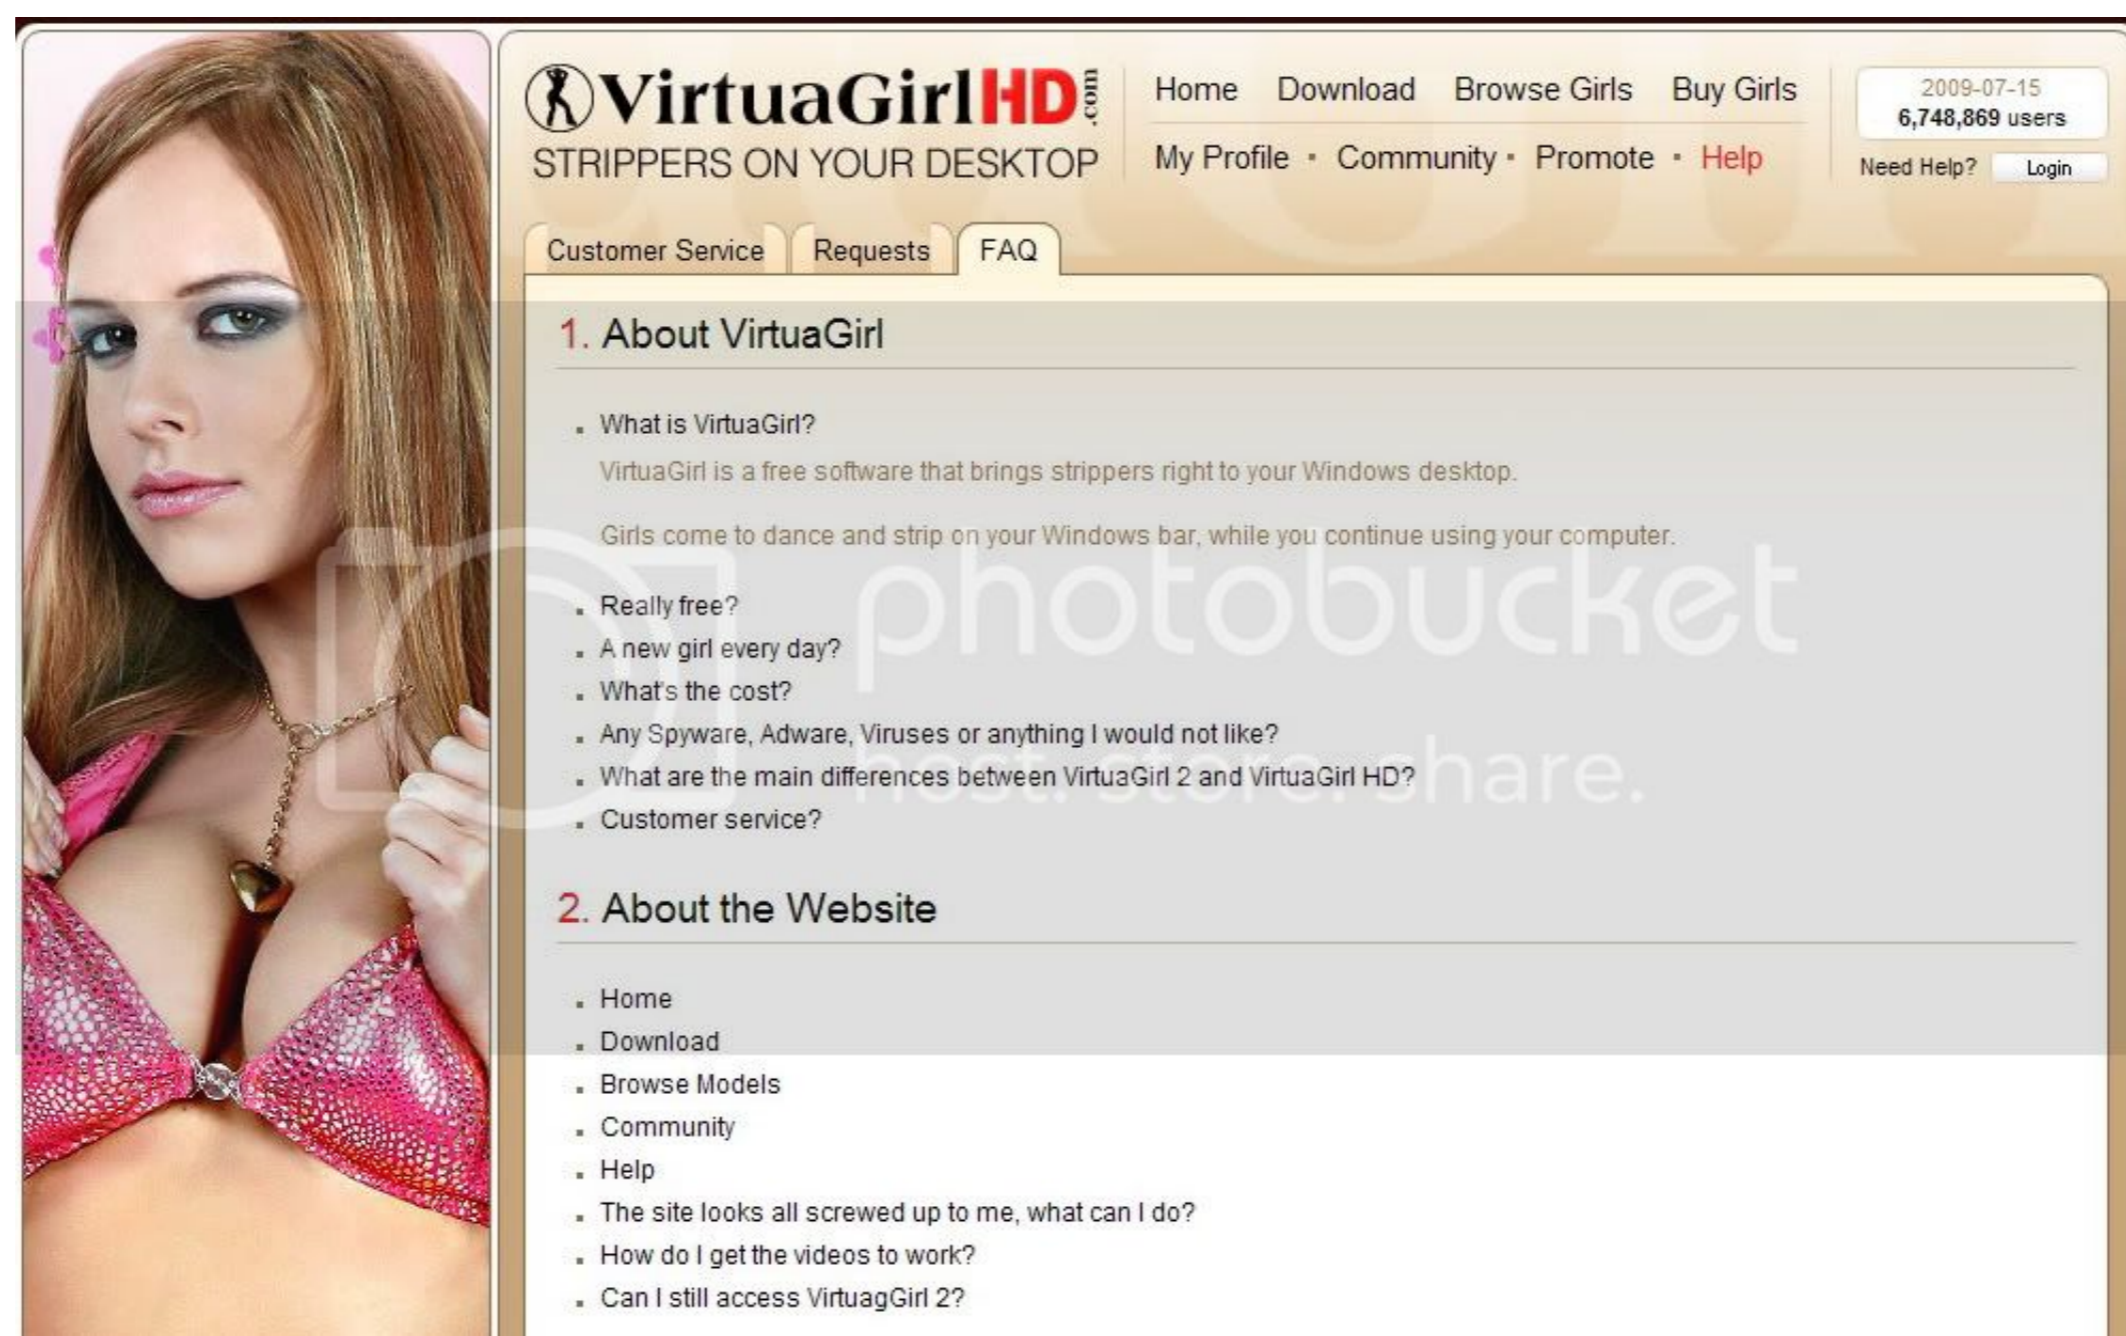 VirtuaGirlHD.com
STRIPPERS ON YOUR DESKTOP
Home Download Browse Girls Buy Girls
My Profile · Community · Promote · Help
2009-07-15
6,748,869 users
Need Help? Login
Customer Service Requests FAQ
1. About VirtuaGirl
What is VirtuaGirl?
VirtuaGirl is a free software that brings strippers right to your Windows desktop.
Girls come to dance and strip on your Windows bar, while you continue using your computer.
Really free?
A new girl every day?
What's the cost?
Any Spyware, Adware, Viruses or anything I would not like?
What are the main differences between VirtuaGirl 2 and VirtuaGirl HD?
Customer service?
photobucket
host. store. share.
2. About the Website
Home
Download
Browse Models
Community
Help
The site looks all screwed up to me, what can I do?
How do I get the videos to work?
Can I still access VirtuagGirl 2?